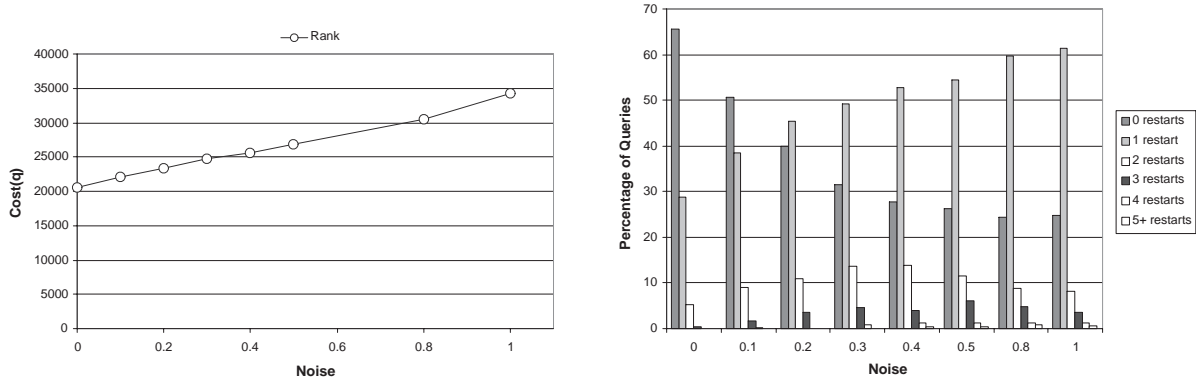 Rank
40000
35000
30000
25000
20000
15000
10000
5000
0
0 0.2 0.4 0.6 0.8 1
Cost(q)
Noise
70
60
50
40
30
20
10
0
0 0.1 0.2 0.3 0.4 0.5 0.8 1
Percentage of Queries
Noise
0 restarts
1 restart
2 restarts
3 restarts
4 restarts
5+ restarts